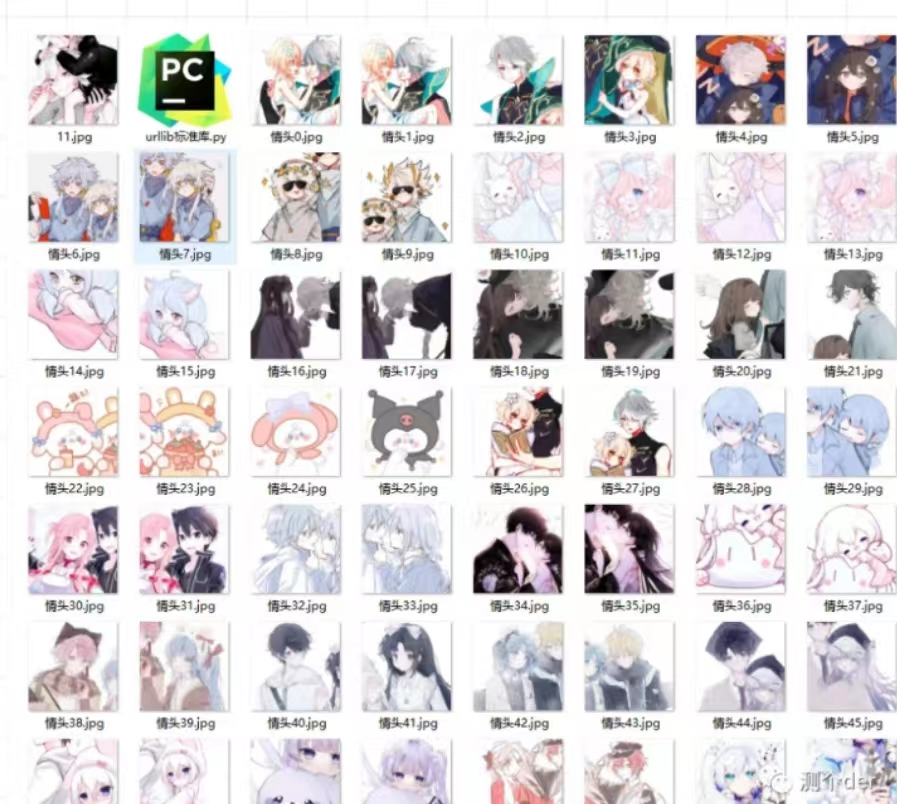 PC
11.jpg urllib标准库.py 情头0.jpg 情头1.jpg 情头2.jpg 情头3.jpg 情头4.jpg 情头5.jpg
情头6.jpg 情头7.jpg 情头8.jpg 情头9.jpg 情头10.jpg 情头11.jpg 情头12.jpg 情头13.jpg
情头14.jpg 情头15.jpg 情头16.jpg 情头17.jpg 情头18.jpg 情头19.jpg 情头20.jpg 情头21.jpg
情头22.jpg 情头23.jpg 情头24.jpg 情头25.jpg 情头26.jpg 情头27.jpg 情头28.jpg 情头29.jpg
情头30.jpg 情头31.jpg 情头32.jpg 情头33.jpg 情头34.jpg 情头35.jpg 情头36.jpg 情头37.jpg
情头38.jpg 情头39.jpg 情头40.jpg 情头41.jpg 情头42.jpg 情头43.jpg 情头44.jpg 情头45.jpg